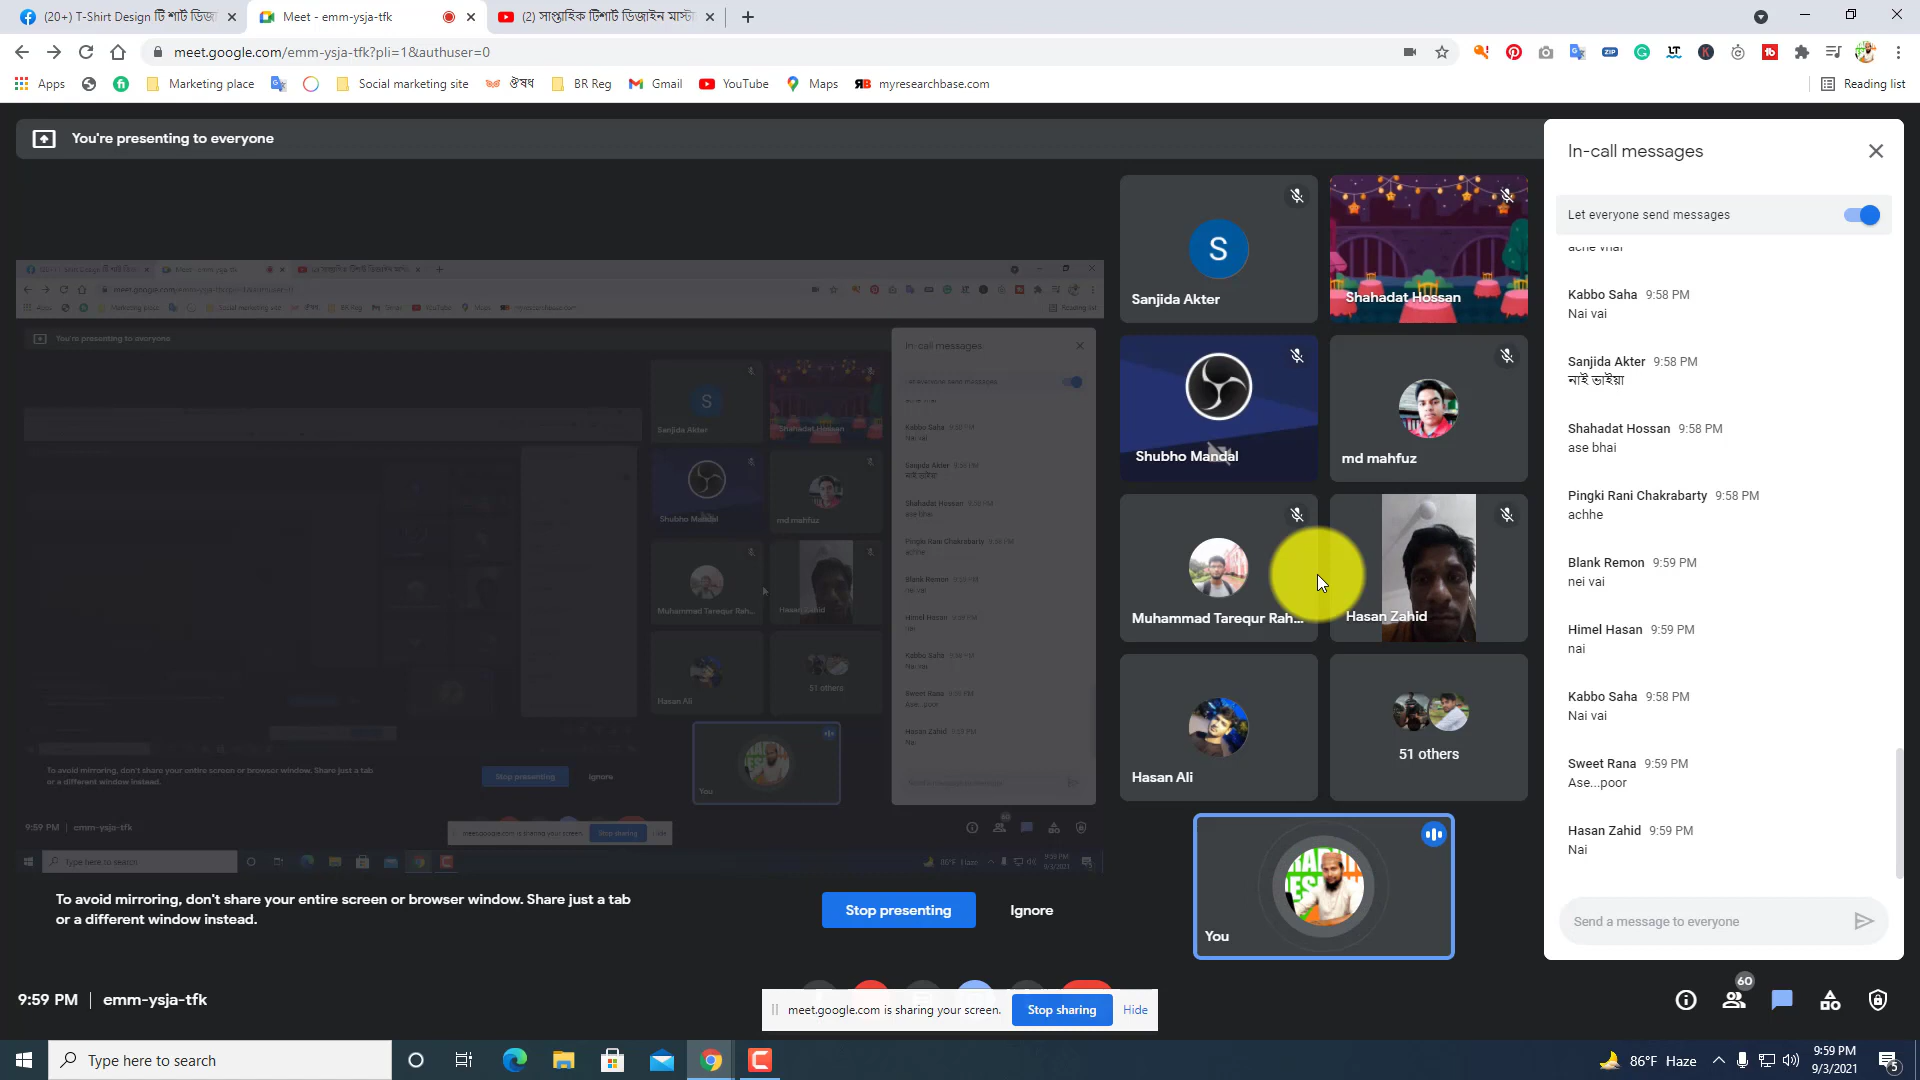 (20+) T-Shirt Design টি শার্ট ডিজা
Meet - emm-ysja-tfk
(2) সাপ্তাহিক টিশার্ট ডিজাইন মাস্টা
meet.google.com/emm-ysja-tfk?pli=1&authuser=0
Apps
Marketing place
Social marketing site
ঔষধ
BR Reg
Gmail
YouTube
Maps
myresearchbase.com
Reading list
You're presenting to everyone
Sanjida Akter
Shahadat Hossan
Shubho Mandal
md mahfuz
Muhammad Tarequr Rah...
Hasan Zahid
Hasan Ali
51 others
You
In-call messages
Let everyone send messages
Kabbo Saha 9:58 PM
Nai vai
Sanjida Akter 9:58 PM
নাই ভাইয়া
Shahadat Hossan 9:58 PM
ase bhai
Pingki Rani Chakrabarty 9:58 PM
achhe
Blank Remon 9:59 PM
nei vai
Himel Hasan 9:59 PM
nai
Kabbo Saha 9:58 PM
Nai vai
Sweet Rana 9:59 PM
Ase...poor
Hasan Zahid 9:59 PM
Nai
Send a message to everyone
To avoid mirroring, don't share your entire screen or browser window. Share just a tab
or a different window instead.
Stop presenting
Ignore
9:59 PM | emm-ysja-tfk
meet.google.com is sharing your screen.
Stop sharing
Hide
60
Type here to search
86°F Haze
9:59 PM
9/3/2021
5